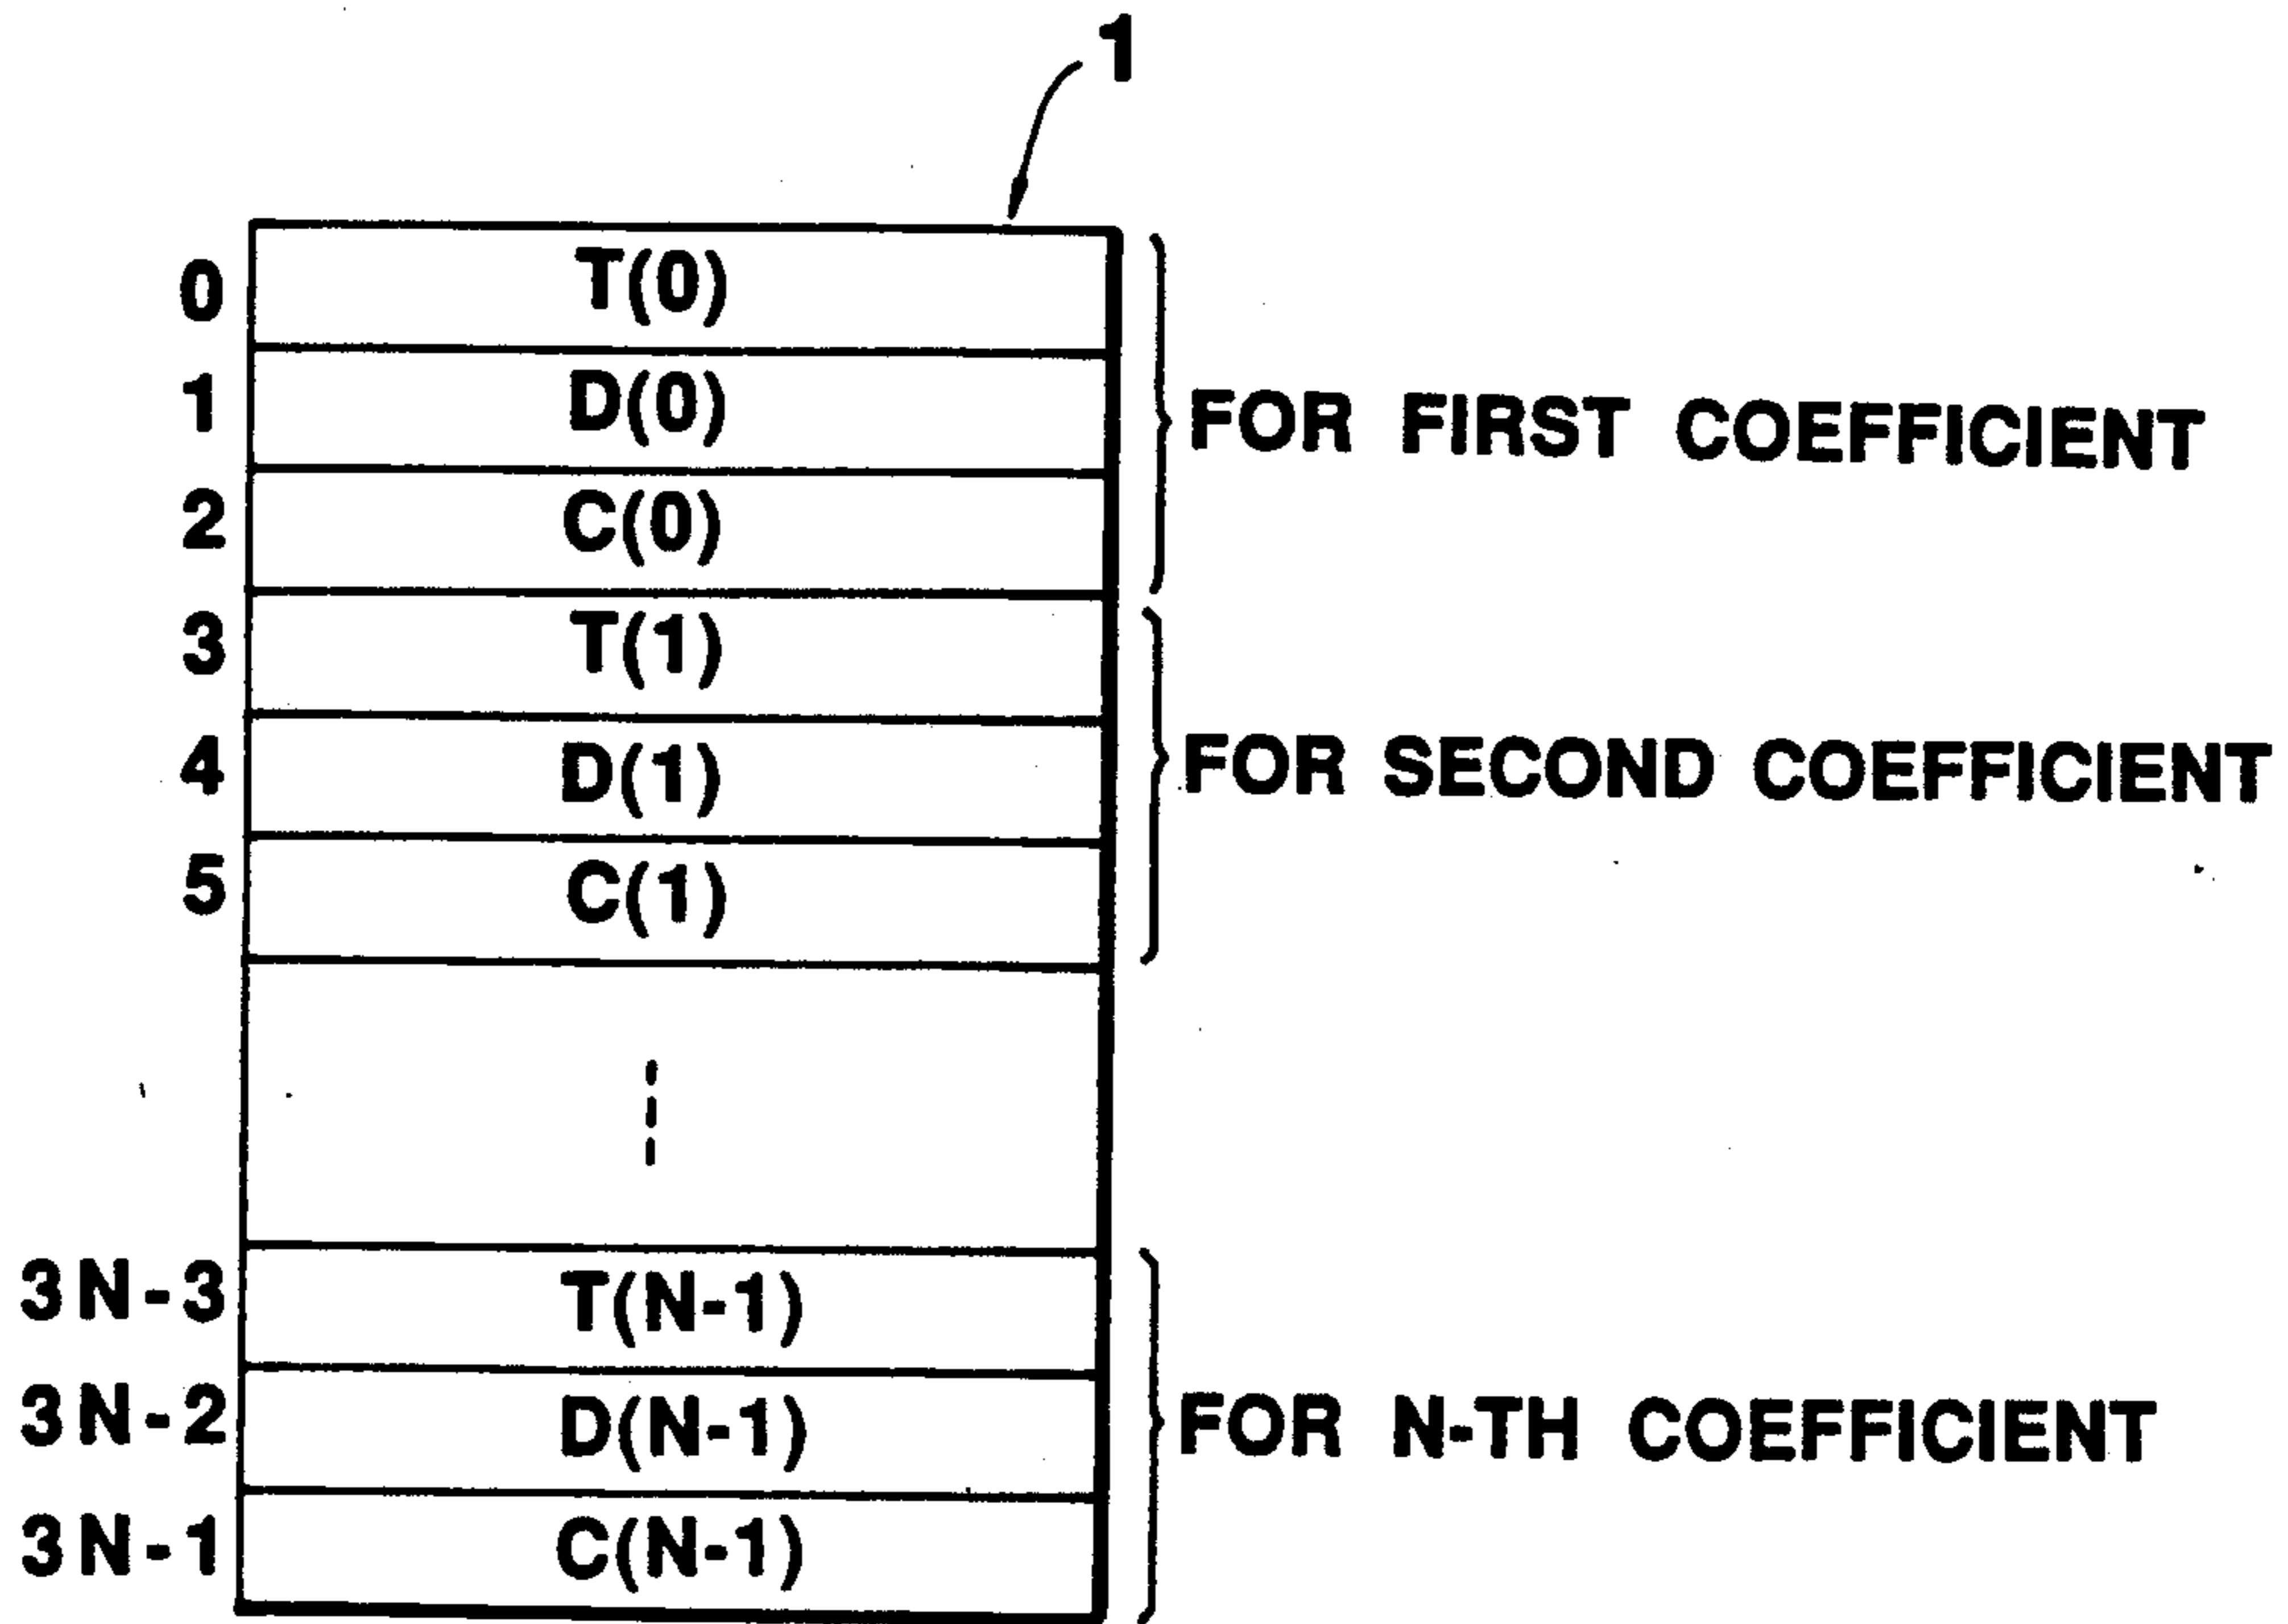 1
0 T(0)
1 D(0)
FOR FIRST COEFFICIENT
2 C(0)
3 T(1)
4 D(1)
FOR SECOND COEFFICIENT
5 C(1)
3N-3 T(N-1)
3N-2 D(N-1)
FOR N-TH COEFFICIENT
3N-1 C(N-1)